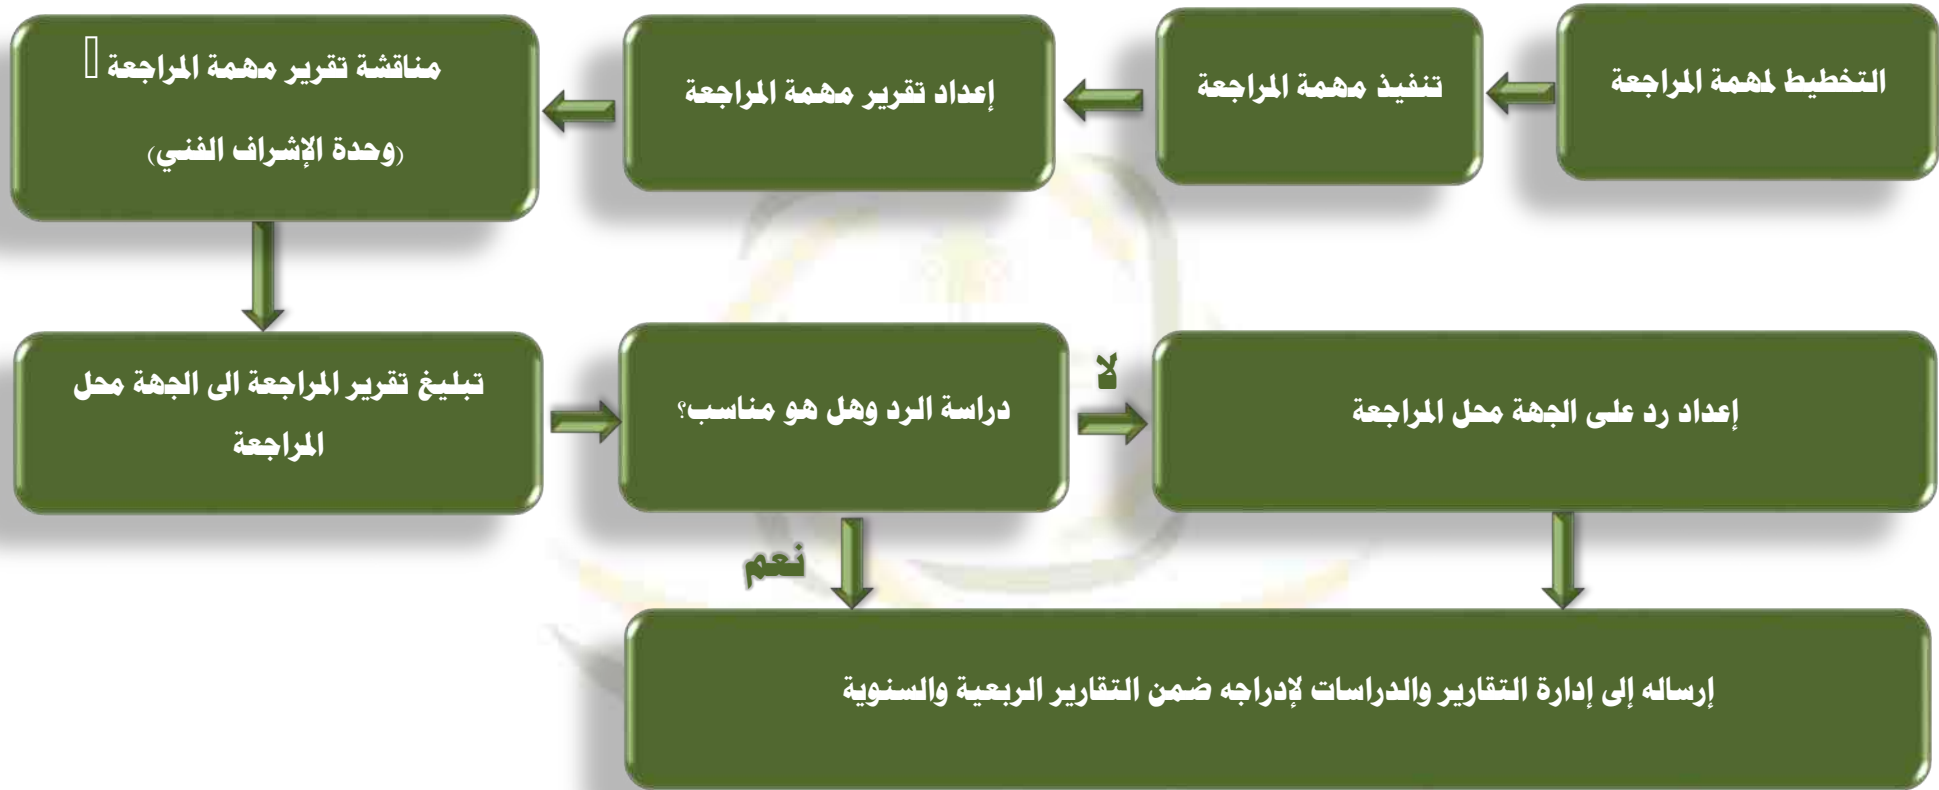 التخطيط لمهمة المراجعة
تنفيذ مهمة المراجعة
إعداد تقرير مهمة المراجعة
مناقشة تقرير مهمة المراجعة
(وحدة الإشراف الفني)
تبليغ تقرير المراجعة الى الجهة محل
المراجعة
دراسة الرد وهل هو مناسب؟
لا
إعداد رد على الجهة محل المراجعة
نعم
إرساله إلى إدارة التقارير والدراسات لإدراجه ضمن التقارير الربعية والسنوية